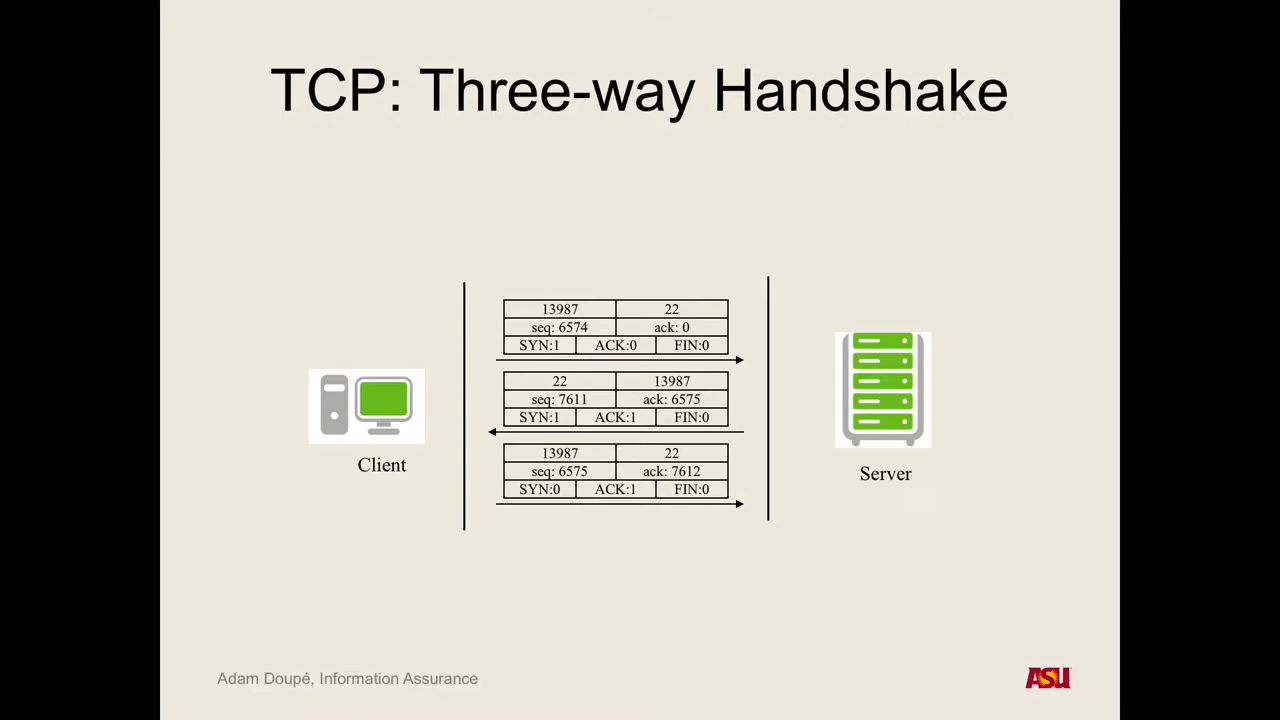 TCP: Three-way Handshake
13987 22
seq: 6574 ack: 0
SYN:1 ACK:0 FIN:0
22 13987
seq: 7611 ack: 6575
SYN:1 ACK:1 FIN:0
13987 22
seq: 6575 ack: 7612
SYN:0 ACK:1 FIN:0
Client
Server
Adam Doupé, Information Assurance
ASU